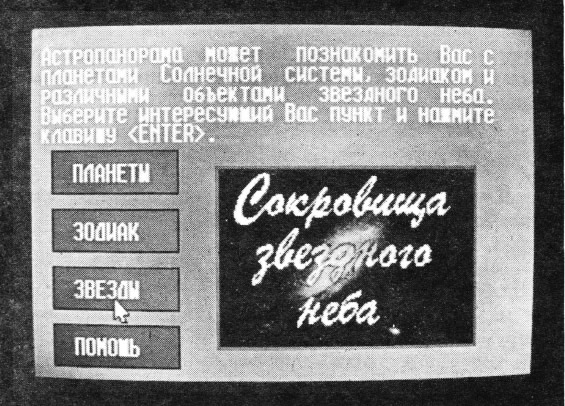 Астропанорама может познакомить Вас с
планетами Солнечной системы, зодиаком и
различными объектами звездного неба.
Выберите интересующий Вас пункт и нажмите
клавишу <ENTER>.
ПЛАНЕТЫ
ЗОДИАК
ЗВЕЗДЫ
ПОМОЩЬ
Сокровища
звездного
неба